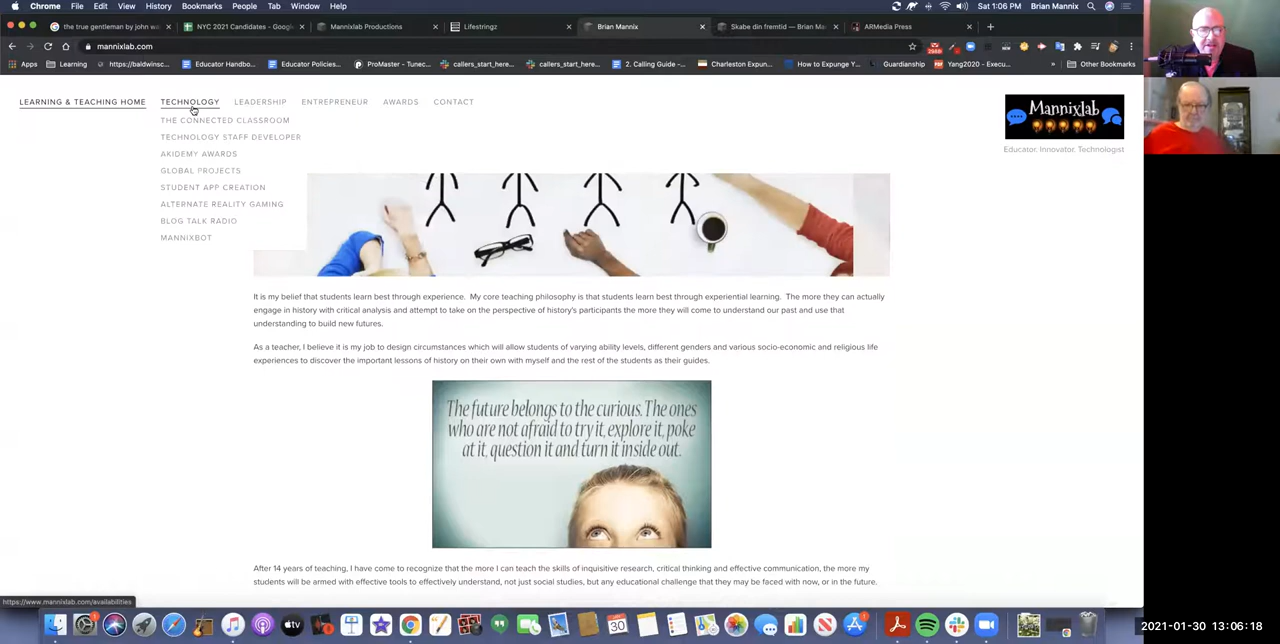 Chrome File Edit View History Bookmarks People Tab Window Help
Sat 1:06 PM Brian Mannix
the true gentleman by john wa
NYC 2021 Candidates - Google
Mannixlab Productions
Lifestringz
Brian Mannix
Skabe din fremtid — Brian Ma
ARMedia Press
mannixlab.com
Apps
Learning
https://baldwinsc...
Educator Handbo...
Educator Policies...
ProMaster - Tunec...
callers_start_here...
callers_start_here...
2. Calling Guide -...
Charleston Expung...
How to Expunge Y...
Guardianship
Yang2020 - Execu...
Other Bookmarks
LEARNING & TEACHING HOME TECHNOLOGY LEADERSHIP ENTREPRENEUR AWARDS CONTACT
THE CONNECTED CLASSROOM
TECHNOLOGY STAFF DEVELOPER
AKIDEMY AWARDS
GLOBAL PROJECTS
STUDENT APP CREATION
ALTERNATE REALITY GAMING
BLOG TALK RADIO
MANNIXBOT
Mannixlab
Educator. Innovator. Technologist
It is my belief that students learn best through experience. My core teaching philosophy is that students learn best through experiential learning. The more they can actually
engage in history with critical analysis and attempt to take on the perspective of history's participants the more they will come to understand our past and use that
understanding to build new futures.
As a teacher, I believe it is my job to design circumstances which will allow students of varying ability levels, different genders and various socio-economic and religious life
experiences to discover the important lessons of history on their own with myself and the rest of the students as their guides.
The future belongs to the curious. The ones
who are not afraid to try it, explore it, poke
at it, question it and turn it inside out.
After 14 years of teaching, I have come to recognize that the more I can teach the skills of inquisitive research, critical thinking and effective communication, the more my
students will be armed with effective tools to effectively understand, not just social studies, but any educational challenge that they may be faced with now, or in the future.
https://www.mannixlab.com/availabilities
2021-01-30 13:06:18